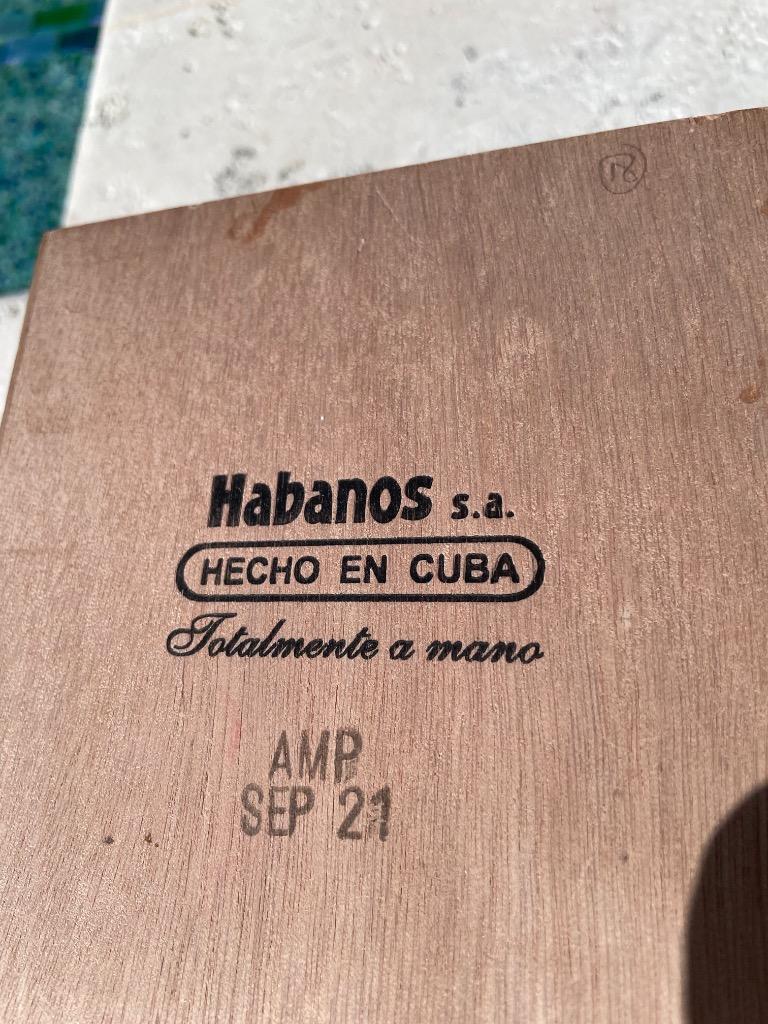 Habanos s.a.
HECHO EN CUBA
Totalmente a mano
AMP
SEP 21